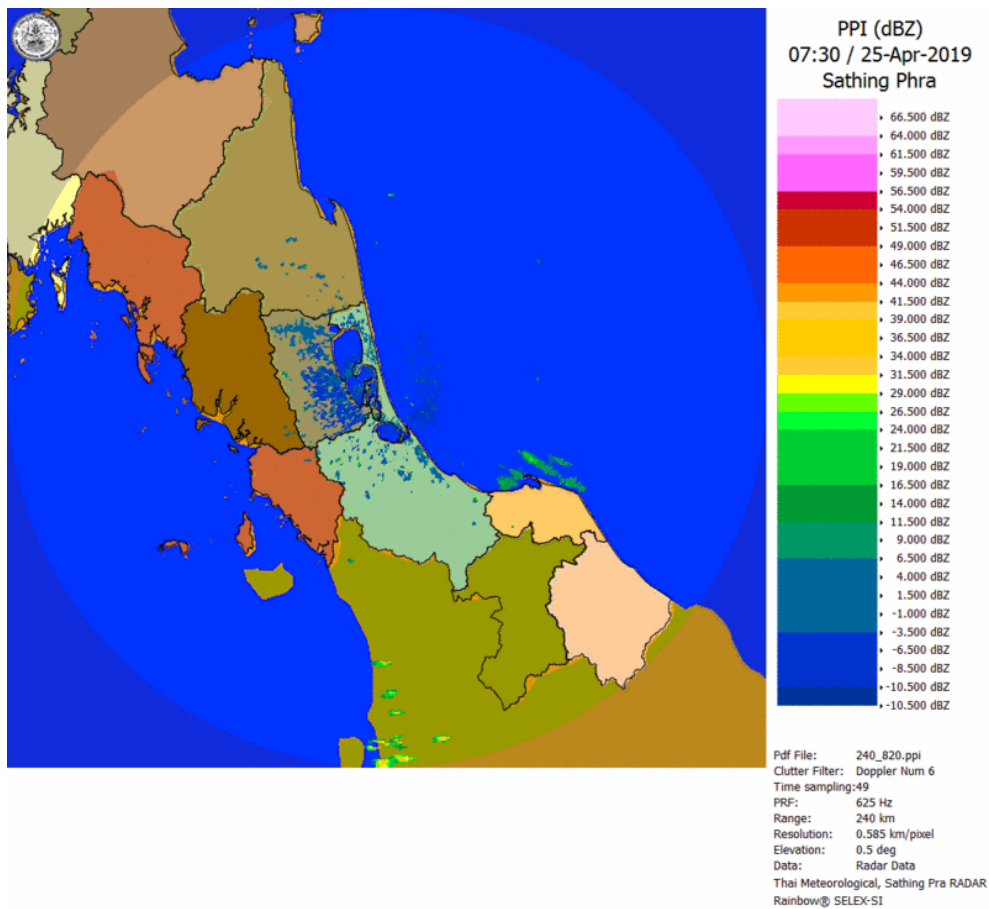 PPI (dBZ)
07:30 / 25-Apr-2019
Sathing Phra
66.500 dBZ
64.000 dBZ
61.500 dBZ
59.500 dBZ
56.500 dBZ
54.000 dBZ
51.500 dBZ
49.000 dBZ
46.500 dBZ
44.000 dBZ
41.500 dBZ
39.000 dBZ
36.500 dBZ
34.000 dBZ
31.500 dBZ
29.000 dBZ
26.500 dBZ
24.000 dBZ
21.500 dBZ
19.000 dBZ
16.500 dBZ
14.000 dBZ
11.500 dBZ
9.000 dBZ
6.500 dBZ
4.000 dBZ
1.500 dBZ
-1.000 dBZ
-3.500 dBZ
-6.500 dBZ
-8.500 dBZ
-10.500 dBZ
-10.500 dBZ
Pdf File: 240_820.ppi
Clutter Filter: Doppler Num 6
Time sampling:49
PRF: 625 Hz
Range: 240 km
Resolution: 0.585 km/pixel
Elevation: 0.5 deg
Data: Radar Data
Thai Meteorological, Sathing Pra RADAR
Rainbow® SELEX-SI